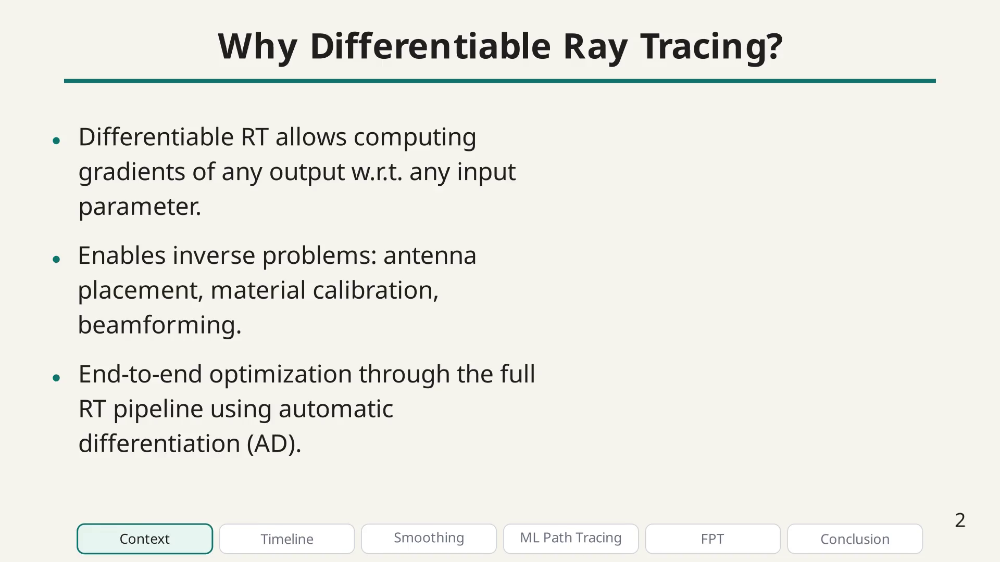 Why Differentiable Ray Tracing?
• Differentiable RT allows computing
gradients of any output w.r.t. any input
parameter.
• Enables inverse problems: antenna
placement, material calibration,
beamforming.
• End-to-end optimization through the full
RT pipeline using automatic
differentiation (AD).
2
Context
Timeline
Smoothing
ML Path Tracing
FPT
Conclusion